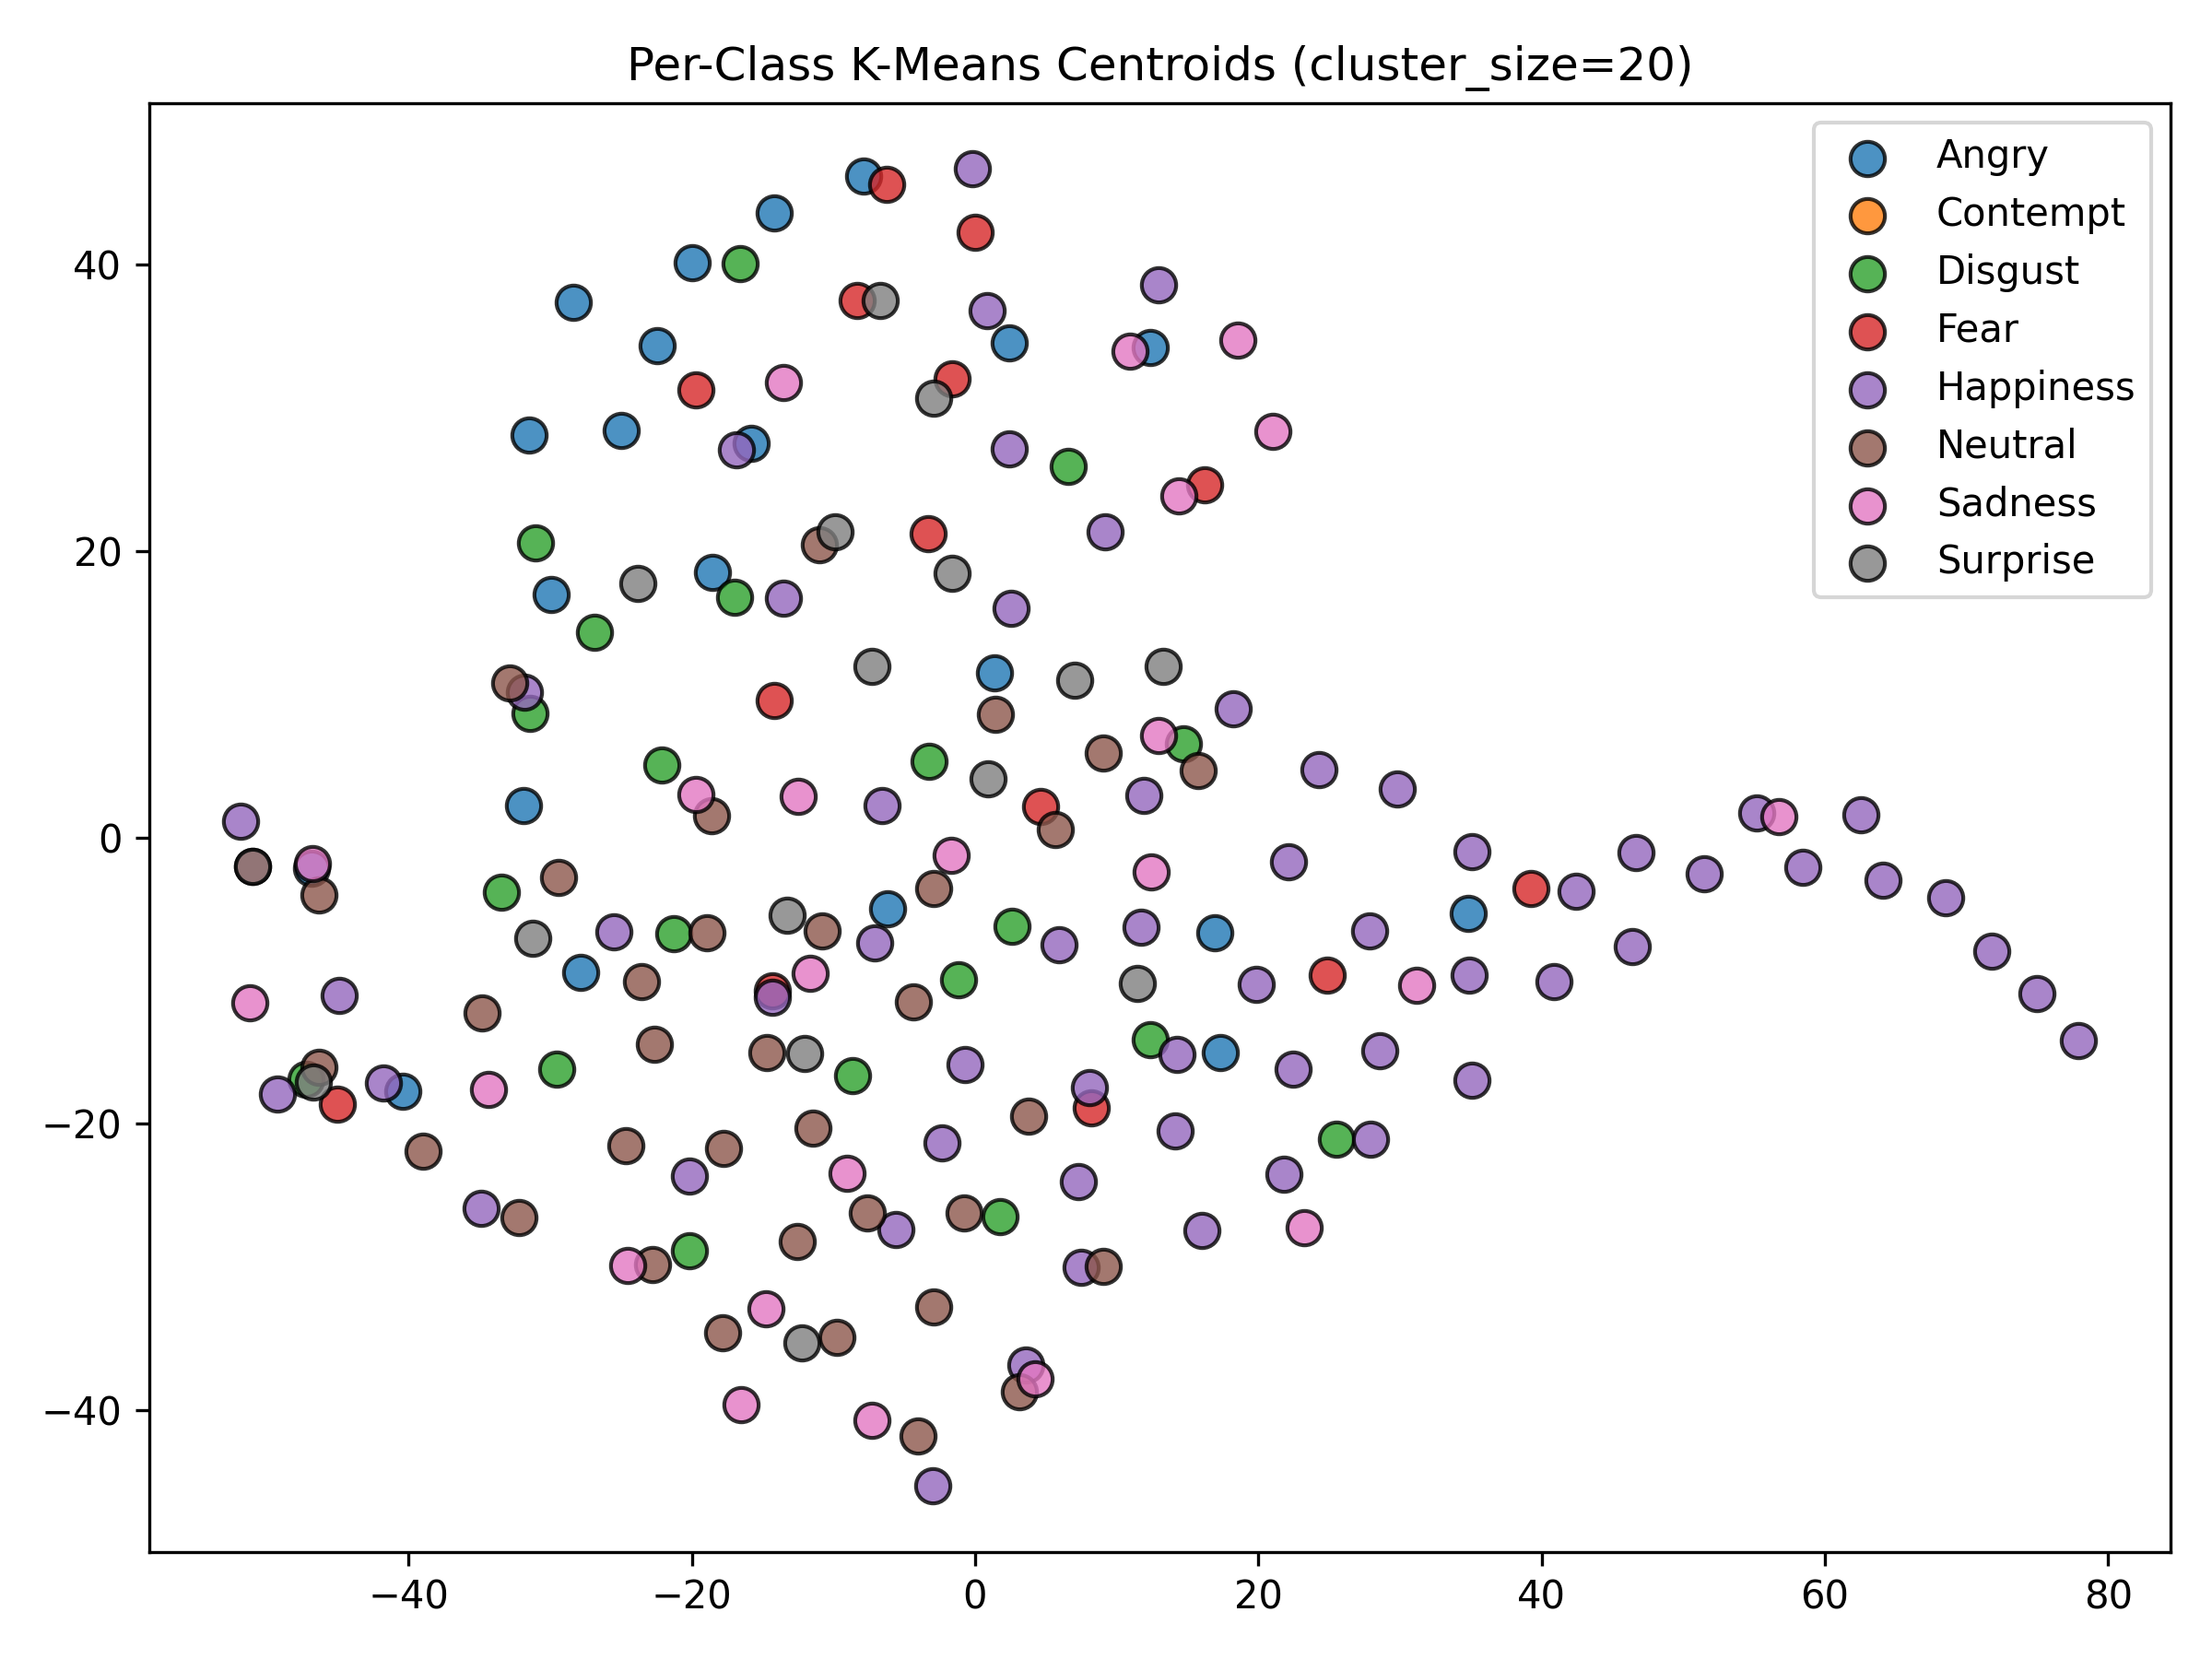 Per-Class K-Means Centroids (cluster_size=20)
Angry
Contempt
Disgust
Fear
Happiness
Neutral
Sadness
Surprise
40
20
0
−20
−40
−40
−20
0
20
40
60
80